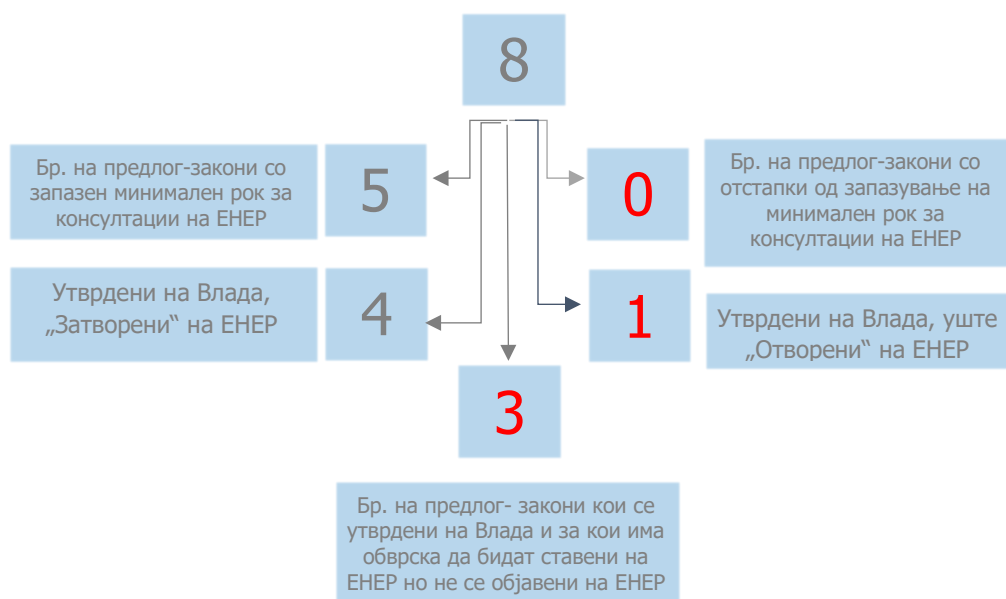 8
Бр. на предлог-закони со
запазен минимален рок за
консултации на ЕНЕР
5
0
Бр. на предлог-закони со
отстапки од запазување на
минимален рок за
консултации на ЕНЕР
Утврдени на Влада,
„Затворени“ на ЕНЕР
4
1
Утврдени на Влада, уште
„Отворени“ на ЕНЕР
3
Бр. на предлог- закони кои се
утврдени на Влада и за кои има
обврска да бидат ставени на
ЕНЕР но не се објавени на ЕНЕР